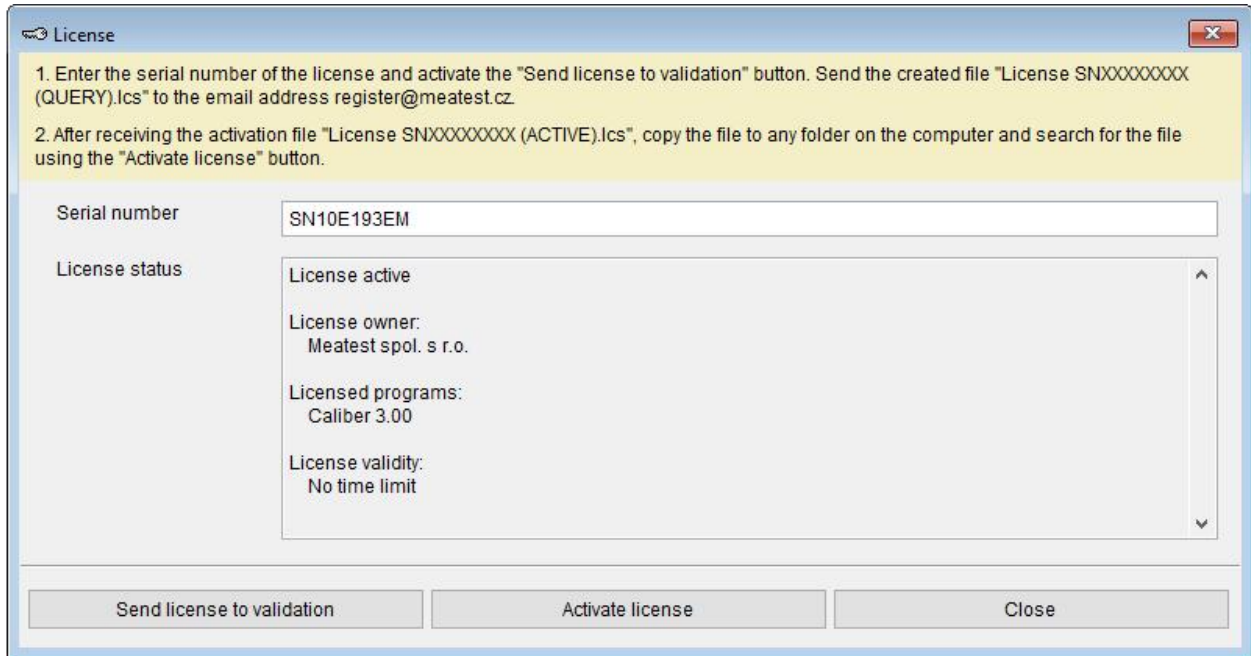 License
1. Enter the serial number of the license and activate the "Send license to validation" button. Send the created file "License SNXXXXXXXX
(QUERY).lcs" to the email address register@meatest.cz.
2. After receiving the activation file "License SNXXXXXXXX (ACTIVE).lcs", copy the file to any folder on the computer and search for the file
using the "Activate license" button.
Serial number
SN10E193EM
License status
License active
License owner:
Meatest spol. s r.o.
Licensed programs:
Caliber 3.00
License validity:
No time limit
Send license to validation
Activate license
Close